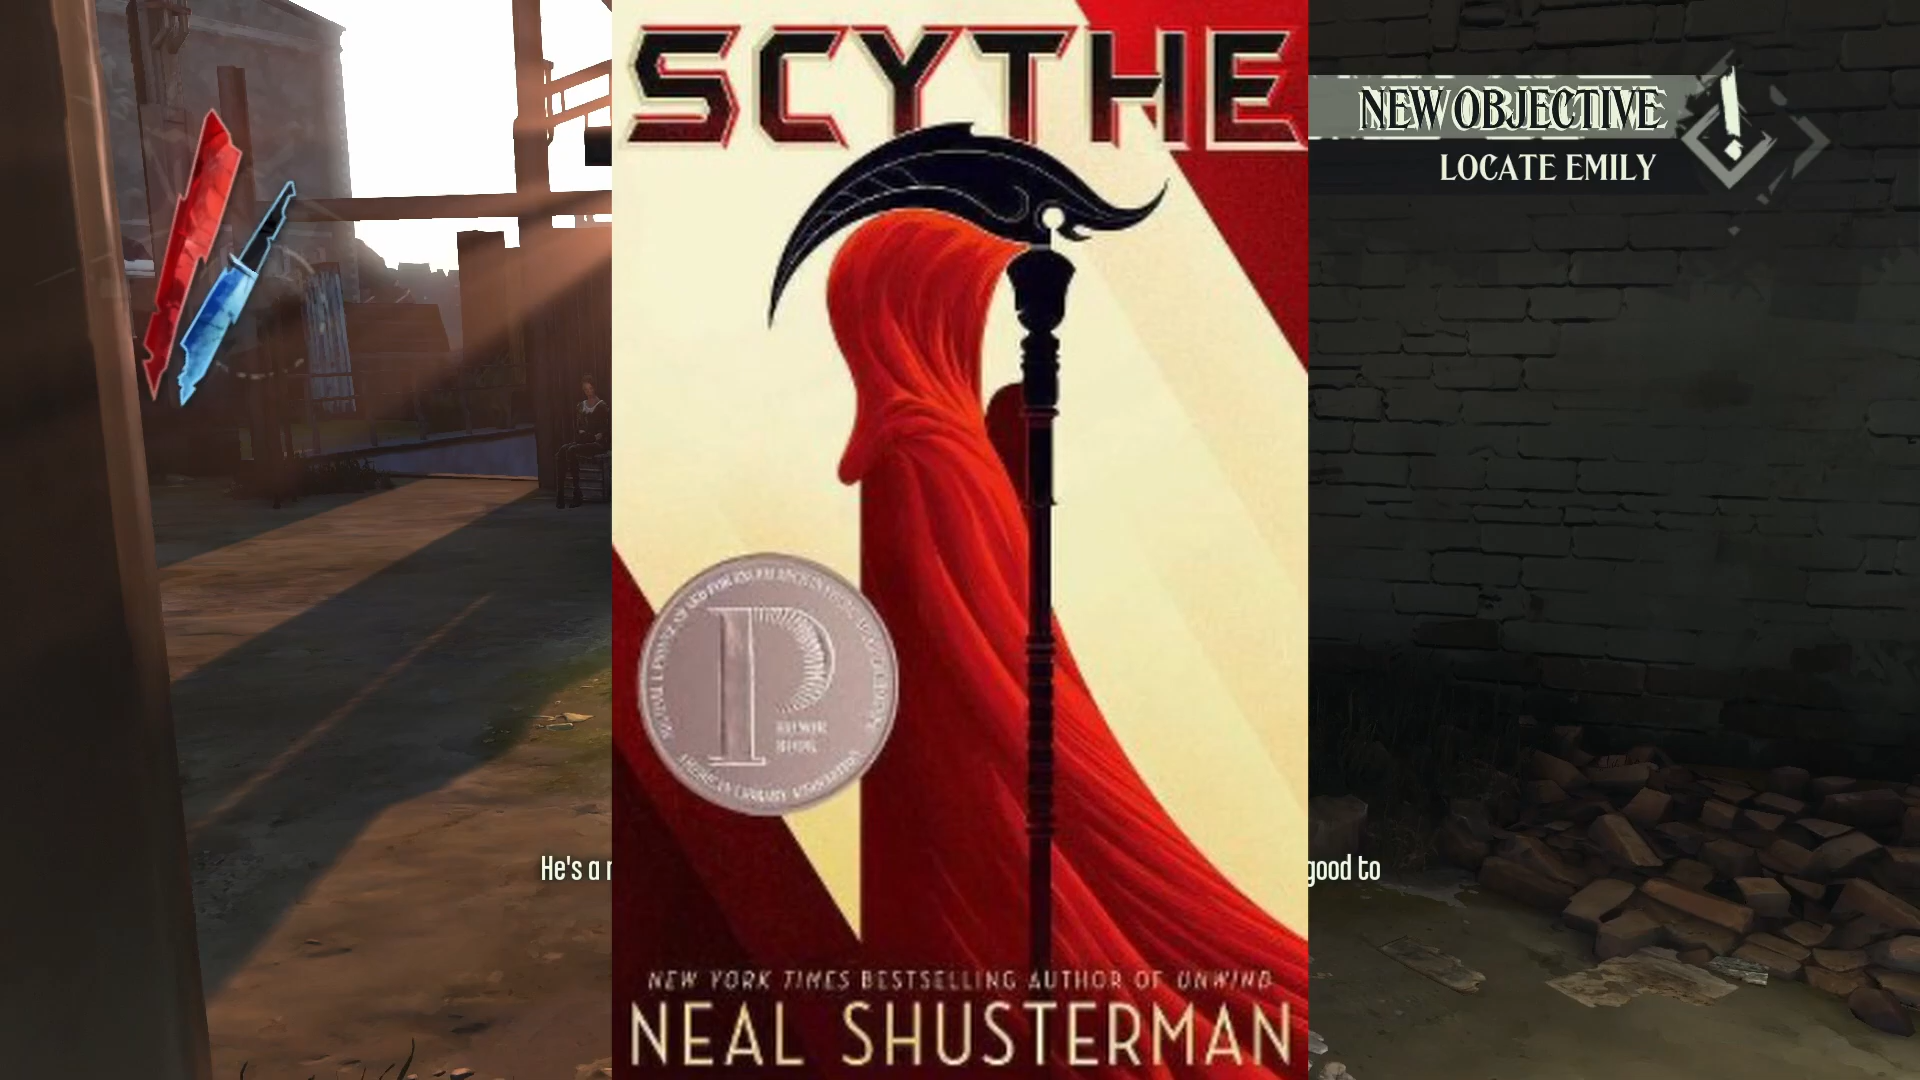 SCYTHE
NEW OBJECTIVE
LOCATE EMILY
P
He's a
good to
NEW YORK TIMES BESTSELLING AUTHOR OF UNWIND
NEAL SHUSTERMAN